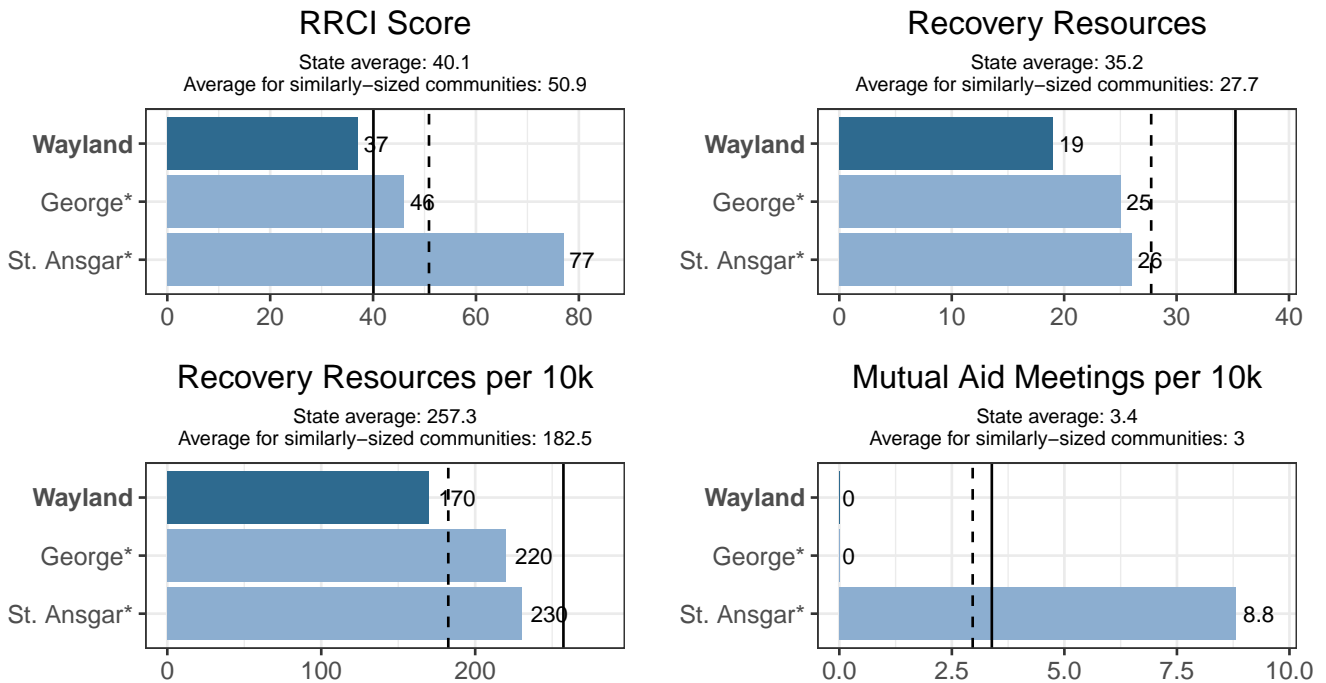 RRCI Score
State average: 40.1
Average for similarly−sized communities: 50.9
Wayland
37
George*
46
St. Ansgar*
77
0 20 40 60 80
Recovery Resources
State average: 35.2
Average for similarly−sized communities: 27.7
Wayland
19
George*
25
St. Ansgar*
26
0 10 20 30 40
Recovery Resources per 10k
State average: 257.3
Average for similarly−sized communities: 182.5
Wayland
170
George*
220
St. Ansgar*
230
0 100 200
Mutual Aid Meetings per 10k
State average: 3.4
Average for similarly−sized communities: 3
Wayland
0
George*
0
St. Ansgar*
8.8
0.0 2.5 5.0 7.5 10.0